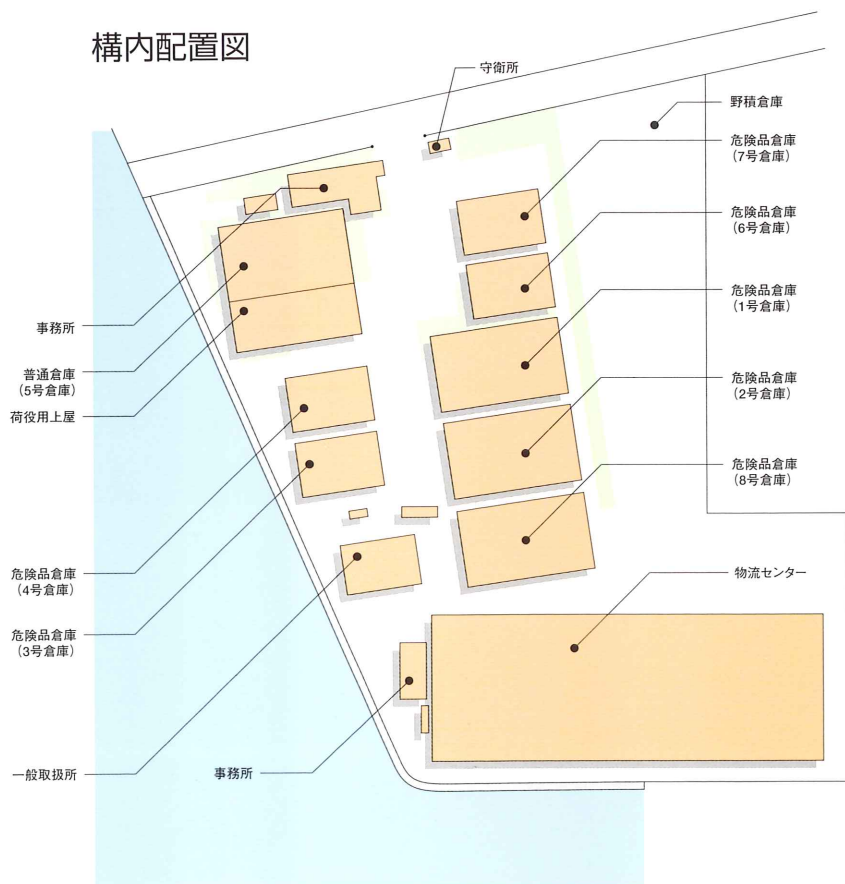 構内配置図
守衛所
野積倉庫
危険品倉庫
(7号倉庫)
危険品倉庫
(6号倉庫)
危険品倉庫
(1号倉庫)
危険品倉庫
(2号倉庫)
危険品倉庫
(8号倉庫)
物流センター
事務所
普通倉庫
(5号倉庫)
荷役用上屋
危険品倉庫
(4号倉庫)
危険品倉庫
(3号倉庫)
一般取扱所
事務所